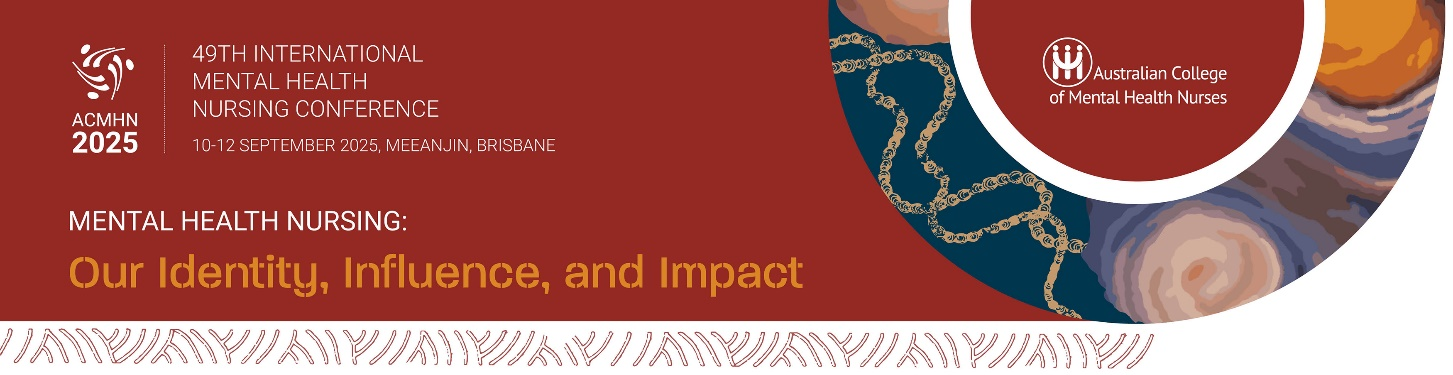 ACMHN
2025
49TH INTERNATIONAL
MENTAL HEALTH
NURSING CONFERENCE
10-12 SEPTEMBER 2025, MEEANJIN, BRISBANE
MENTAL HEALTH NURSING:
Our Identity, Influence, and Impact
Australian College
of Mental Health Nurses